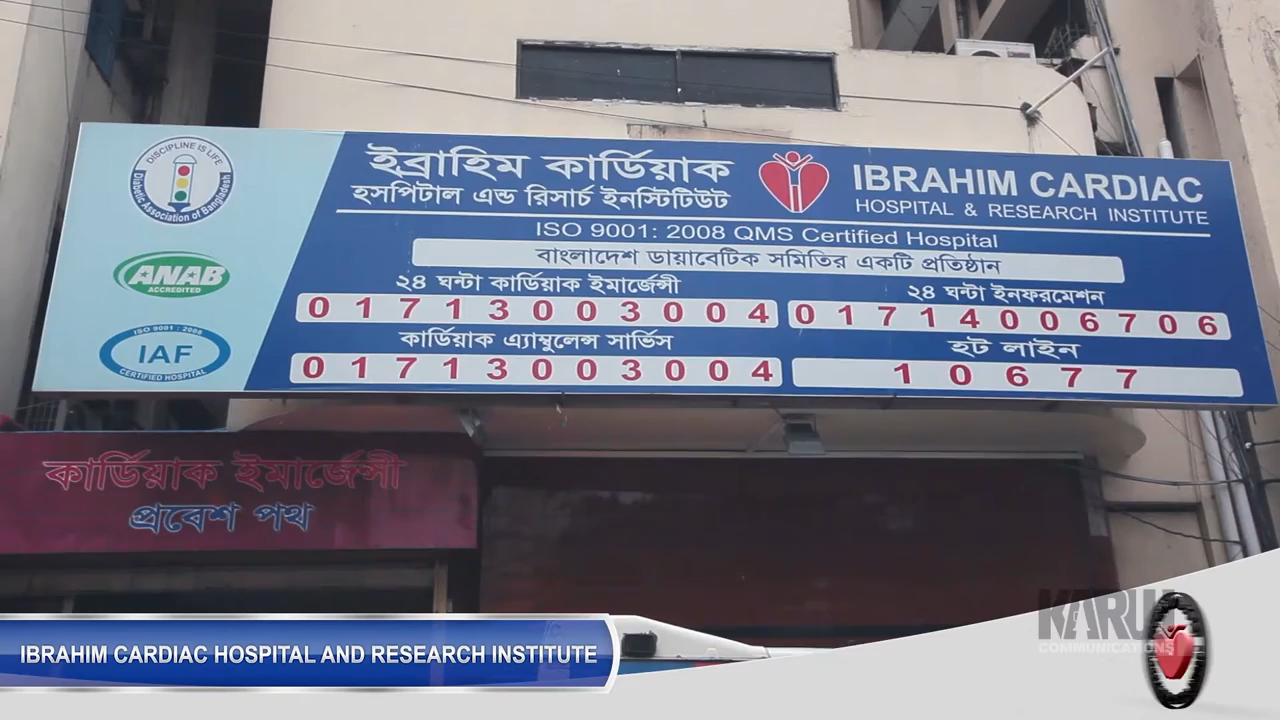 DISCIPLINE IS LIFE
Diabetic Association of Bangladesh
ANAB
ACCREDITED
ISO 9001 : 2008
IAF
CERTIFIED HOSPITAL
ইব্রাহিম কার্ডিয়াক
হসপিটাল এন্ড রিসার্চ ইনস্টিটিউট
IBRAHIM CARDIAC
HOSPITAL & RESEARCH INSTITUTE
ISO 9001: 2008 QMS Certified Hospital
বাংলাদেশ ডায়াবেটিক সমিতির একটি প্রতিষ্ঠান
২৪ ঘন্টা কার্ডিয়াক ইমার্জেন্সী
01713003004
২৪ ঘন্টা ইনফরমেশন
01714006706
কার্ডিয়াক এ্যাম্বুলেন্স সার্ভিস
01713003004
হট লাইন
10677
কার্ডিয়াক ইমার্জেন্সী
প্রবেশ পথ
IBRAHIM CARDIAC HOSPITAL AND RESEARCH INSTITUTE
COMMUNICATIONS